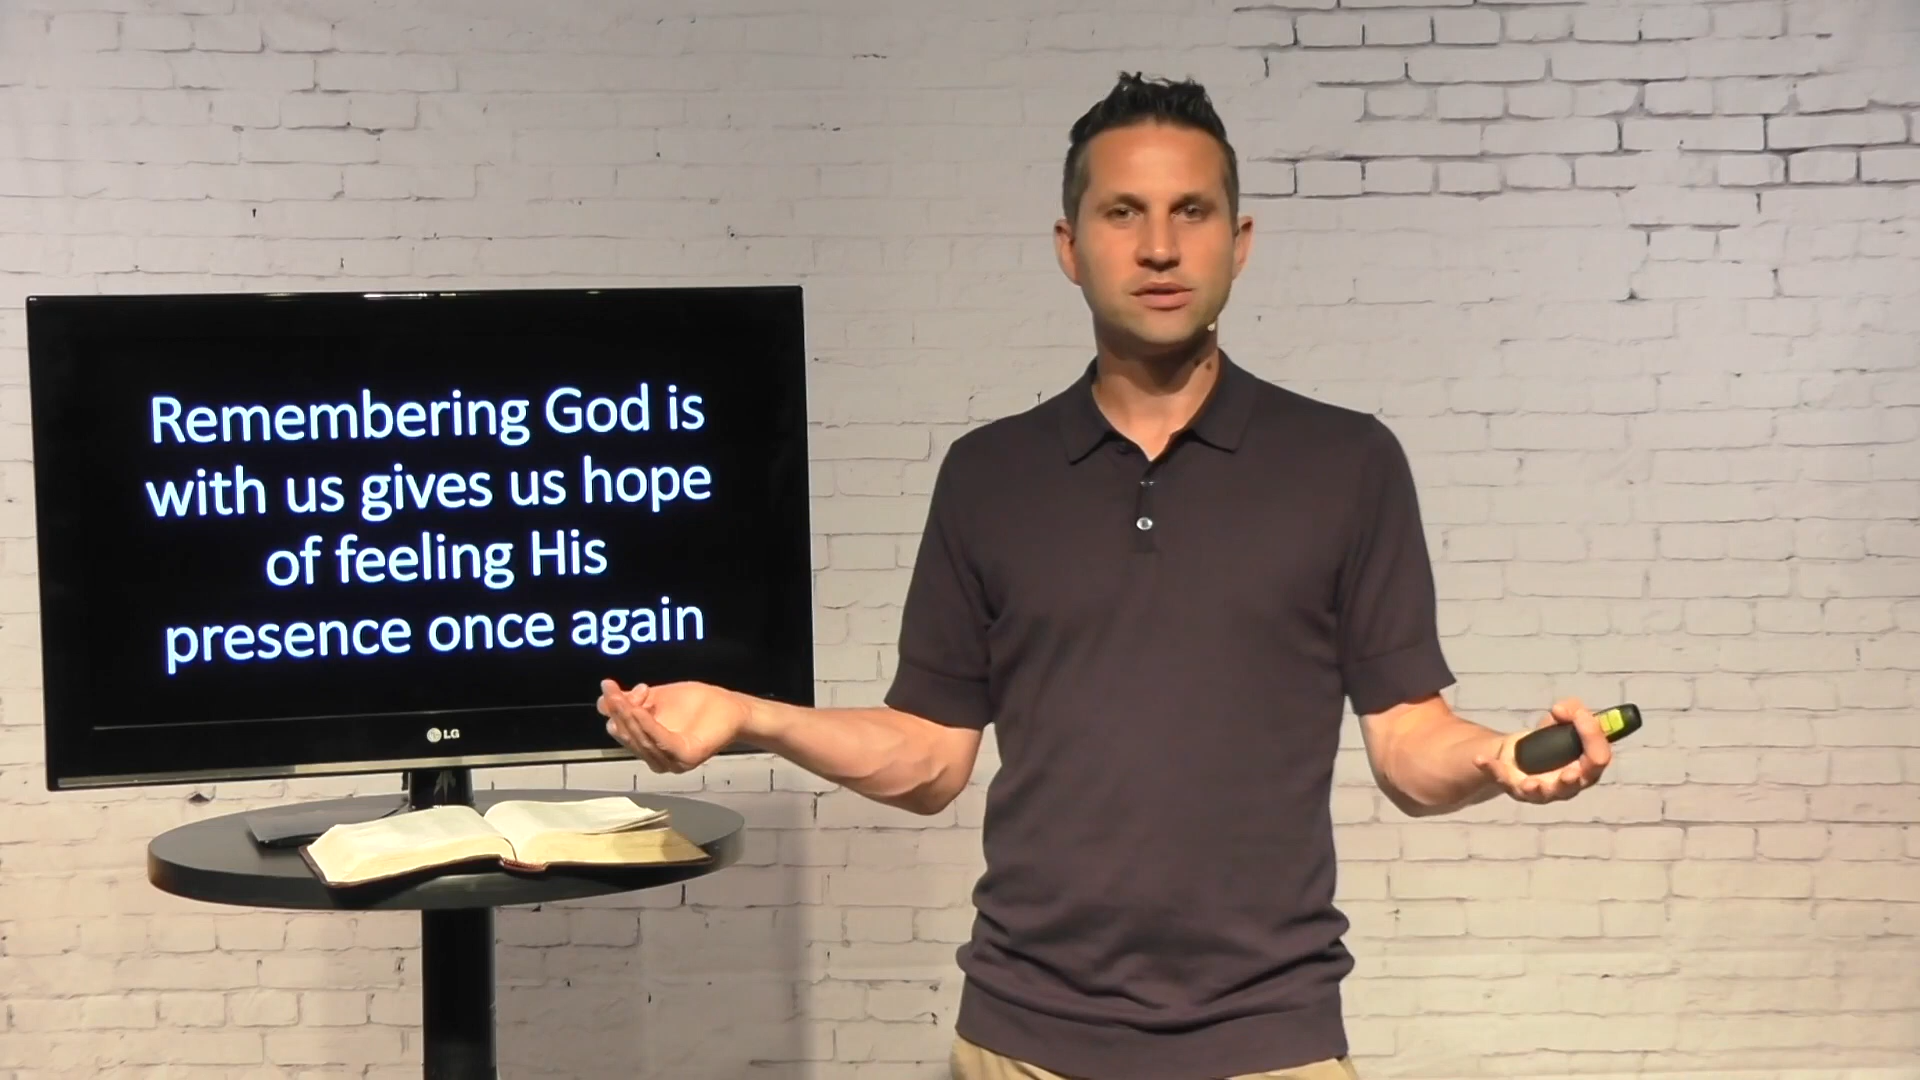 Remembering God is
with us gives us hope
of feeling His
presence once again
LG